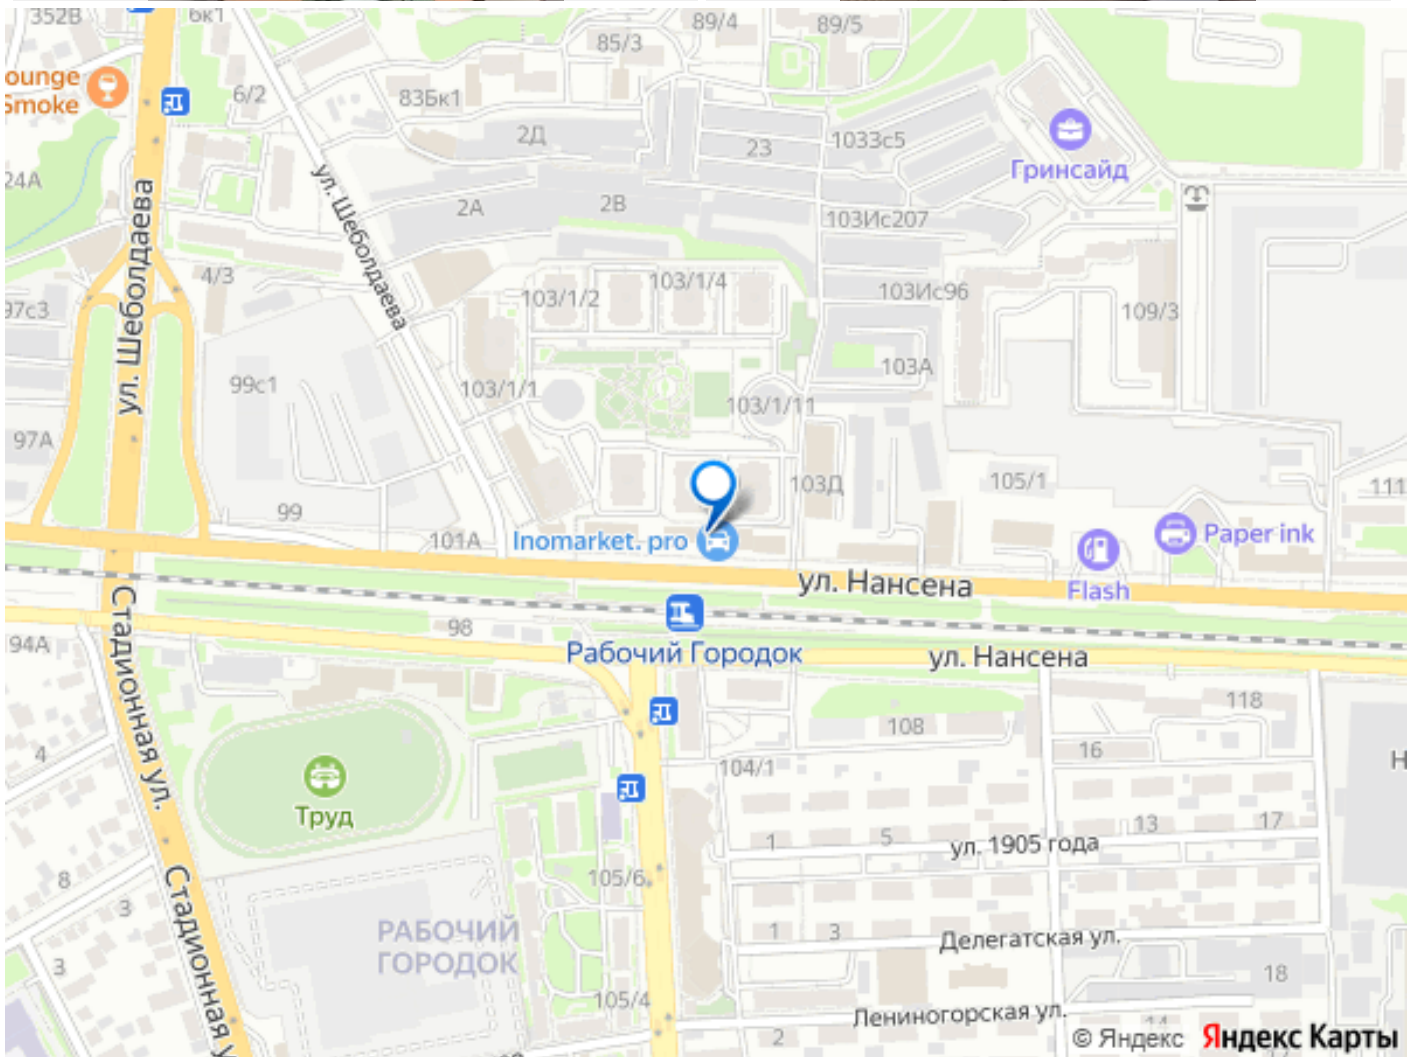 352В
6к1
89/4
89/5
85/3
ounge
Smoke
6/2
83Бк1
2Д
23
1033с5
Гринсайд
24А
ул. Шеболдаева
2А
2В
103Ис207
ул. Шеболдаева
4/3
103/1/2
103/1/4
103Ис96
109/3
97с3
99с1
103/1/1
103/1/11
103А
97А
103Д
105/1
111
99
101А
Inomarket. pro
Paper ink
Flash
ул. Нансена
98
Рабочий Городок
ул. Нансена
94А
Стадионная ул.
108
118
16
4
104/1
Н
Труд
1
5
ул. 1905 года
13
17
8
3
105/6
РАБОЧИЙ
ГОРОДОК
1
3
Делегатская ул.
3
18
Стадионная у
105/4
2
Лениногорская ул.
© Яндекс Яндекс Карты